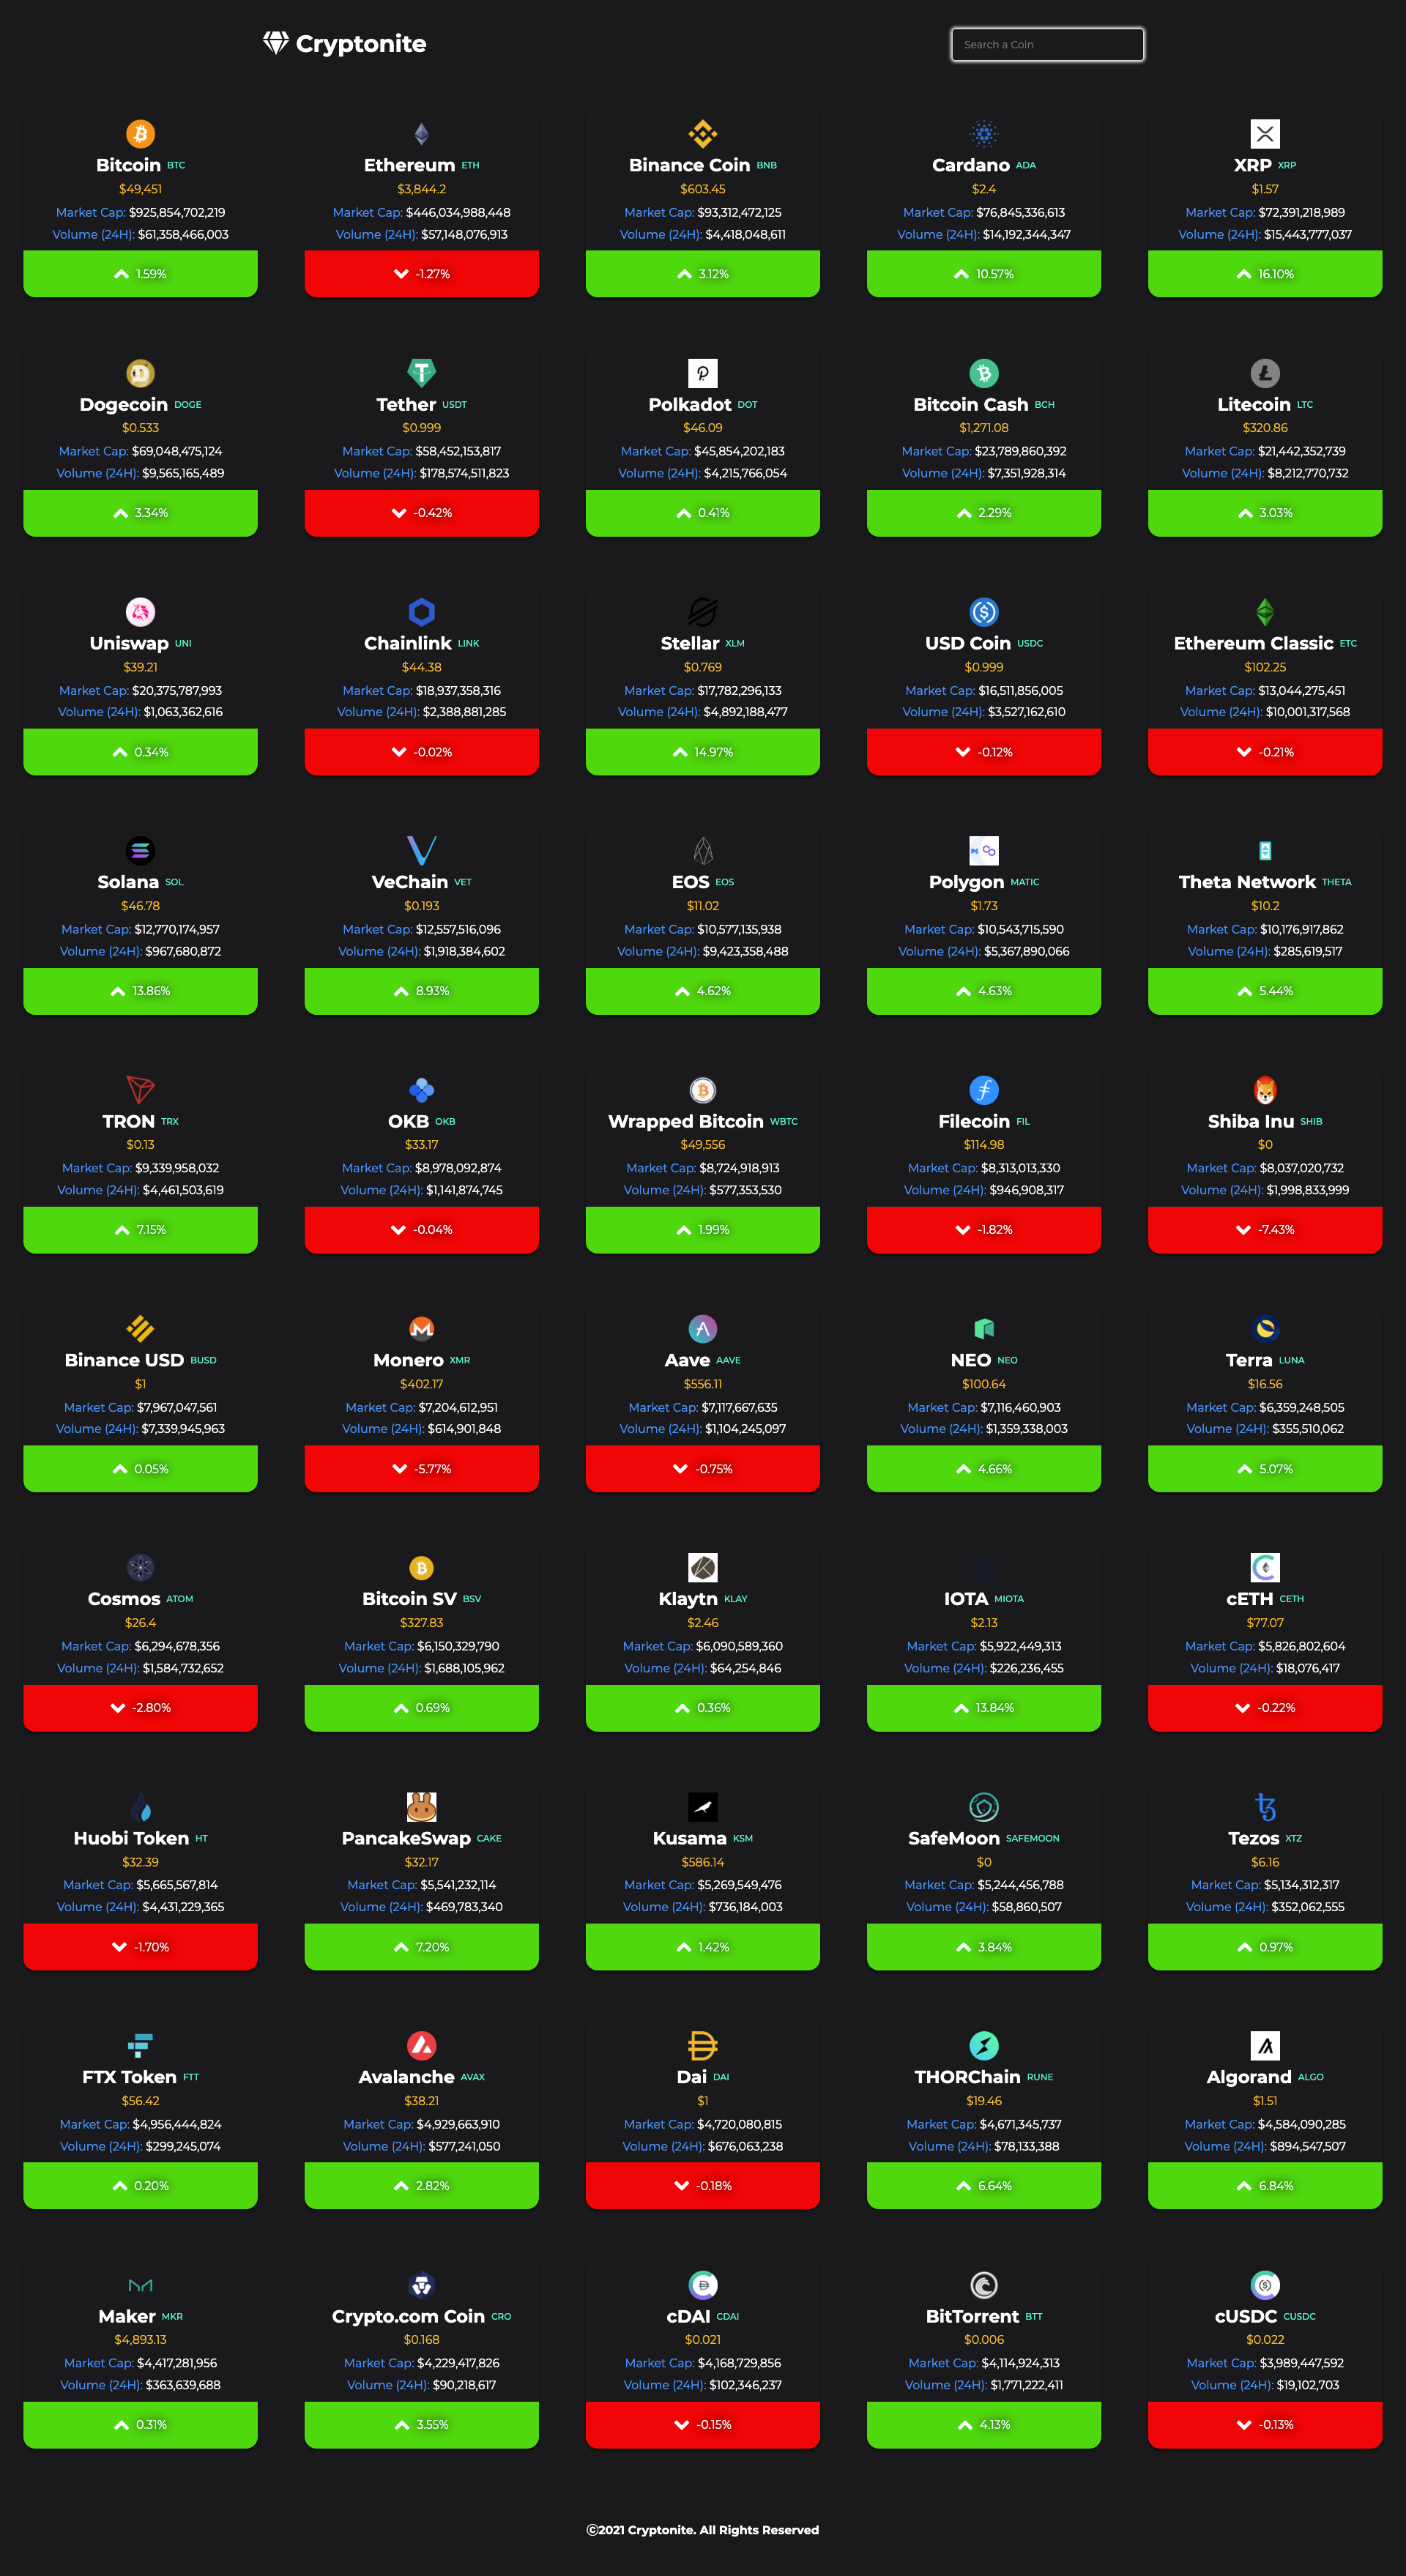 Cryptonite
Search a Coin
Bitcoin BTC
$49,451
Market Cap: $925,854,702,219
Volume (24H): $61,358,466,003
1.59%
Ethereum ETH
$3,844.2
Market Cap: $446,034,988,448
Volume (24H): $57,148,076,913
-1.27%
Binance Coin BNB
$603.45
Market Cap: $93,312,472,125
Volume (24H): $4,418,048,611
3.12%
Cardano ADA
$2.4
Market Cap: $76,845,336,613
Volume (24H): $14,192,344,347
10.57%
XRP XRP
$1.57
Market Cap: $72,391,218,989
Volume (24H): $15,443,777,037
16.10%
Dogecoin DOGE
$0.533
Market Cap: $69,048,475,124
Volume (24H): $9,565,165,489
3.34%
Tether USDT
$0.999
Market Cap: $58,452,153,817
Volume (24H): $178,574,511,823
-0.42%
Polkadot DOT
$46.09
Market Cap: $45,854,202,183
Volume (24H): $4,215,766,054
0.41%
Bitcoin Cash BCH
$1,271.08
Market Cap: $23,789,860,392
Volume (24H): $7,351,928,314
2.29%
Litecoin LTC
$320.86
Market Cap: $21,442,352,739
Volume (24H): $8,212,770,732
3.03%
Uniswap UNI
$39.21
Market Cap: $20,375,787,993
Volume (24H): $1,063,362,616
0.34%
Chainlink LINK
$44.38
Market Cap: $18,937,358,316
Volume (24H): $2,388,881,285
-0.02%
Stellar XLM
$0.769
Market Cap: $17,782,296,133
Volume (24H): $4,892,188,477
14.97%
USD Coin USDC
$0.999
Market Cap: $16,511,856,005
Volume (24H): $3,527,162,610
-0.12%
Ethereum Classic ETC
$102.25
Market Cap: $13,044,275,451
Volume (24H): $10,001,317,568
-0.21%
Solana SOL
$46.78
Market Cap: $12,770,174,957
Volume (24H): $967,680,872
13.86%
VeChain VET
$0.193
Market Cap: $12,557,516,096
Volume (24H): $1,918,384,602
8.93%
EOS EOS
$11.02
Market Cap: $10,577,135,938
Volume (24H): $9,423,358,488
4.62%
Polygon MATIC
$1.73
Market Cap: $10,543,715,590
Volume (24H): $5,367,890,066
4.63%
Theta Network THETA
$10.2
Market Cap: $10,176,917,862
Volume (24H): $285,619,517
5.44%
TRON TRX
$0.13
Market Cap: $9,339,958,032
Volume (24H): $4,461,503,619
7.15%
OKB OKB
$33.17
Market Cap: $8,978,092,874
Volume (24H): $1,141,874,745
-0.04%
Wrapped Bitcoin WBTC
$49,556
Market Cap: $8,724,918,913
Volume (24H): $577,353,530
1.99%
Filecoin FIL
$114.98
Market Cap: $8,313,013,330
Volume (24H): $946,908,317
-1.82%
Shiba Inu SHIB
$0
Market Cap: $8,037,020,732
Volume (24H): $1,998,833,999
-7.43%
Binance USD BUSD
$1
Market Cap: $7,967,047,561
Volume (24H): $7,339,945,963
0.05%
Monero XMR
$402.17
Market Cap: $7,204,612,951
Volume (24H): $614,901,848
-5.77%
Aave AAVE
$556.11
Market Cap: $7,117,667,635
Volume (24H): $1,104,245,097
-0.75%
NEO NEO
$100.64
Market Cap: $7,116,460,903
Volume (24H): $1,359,338,003
4.66%
Terra LUNA
$16.56
Market Cap: $6,359,248,505
Volume (24H): $355,510,062
5.07%
Cosmos ATOM
$26.4
Market Cap: $6,294,678,356
Volume (24H): $1,584,732,652
-2.80%
Bitcoin SV BSV
$327.83
Market Cap: $6,150,329,790
Volume (24H): $1,688,105,962
0.69%
Klaytn KLAY
$2.46
Market Cap: $6,090,589,360
Volume (24H): $64,254,846
0.36%
IOTA MIOTA
$2.13
Market Cap: $5,922,449,313
Volume (24H): $226,236,455
13.84%
cETH CETH
$77.07
Market Cap: $5,826,802,604
Volume (24H): $18,076,417
-0.22%
Huobi Token HT
$32.39
Market Cap: $5,665,567,814
Volume (24H): $4,431,229,365
-1.70%
PancakeSwap CAKE
$32.17
Market Cap: $5,541,232,114
Volume (24H): $469,783,340
7.20%
Kusama KSM
$586.14
Market Cap: $5,269,549,476
Volume (24H): $736,184,003
1.42%
SafeMoon SAFEMOON
$0
Market Cap: $5,244,456,788
Volume (24H): $58,860,507
3.84%
Tezos XTZ
$6.16
Market Cap: $5,134,312,317
Volume (24H): $352,062,555
0.97%
FTX Token FTT
$56.42
Market Cap: $4,956,444,824
Volume (24H): $299,245,074
0.20%
Avalanche AVAX
$38.21
Market Cap: $4,929,663,910
Volume (24H): $577,241,050
2.82%
Dai DAI
$1
Market Cap: $4,720,080,815
Volume (24H): $676,063,238
-0.18%
THORChain RUNE
$19.46
Market Cap: $4,671,345,737
Volume (24H): $78,133,388
6.64%
Algorand ALGO
$1.51
Market Cap: $4,584,090,285
Volume (24H): $894,547,507
6.84%
Maker MKR
$4,893.13
Market Cap: $4,417,281,956
Volume (24H): $363,639,688
0.31%
Crypto.com Coin CRO
$0.168
Market Cap: $4,229,417,826
Volume (24H): $90,218,617
3.55%
cDAI CDAI
$0.021
Market Cap: $4,168,729,856
Volume (24H): $102,346,237
-0.15%
BitTorrent BTT
$0.006
Market Cap: $4,114,924,313
Volume (24H): $1,771,222,411
4.13%
cUSDC CUSDC
$0.022
Market Cap: $3,989,447,592
Volume (24H): $19,102,703
-0.13%
©2021 Cryptonite. All Rights Reserved